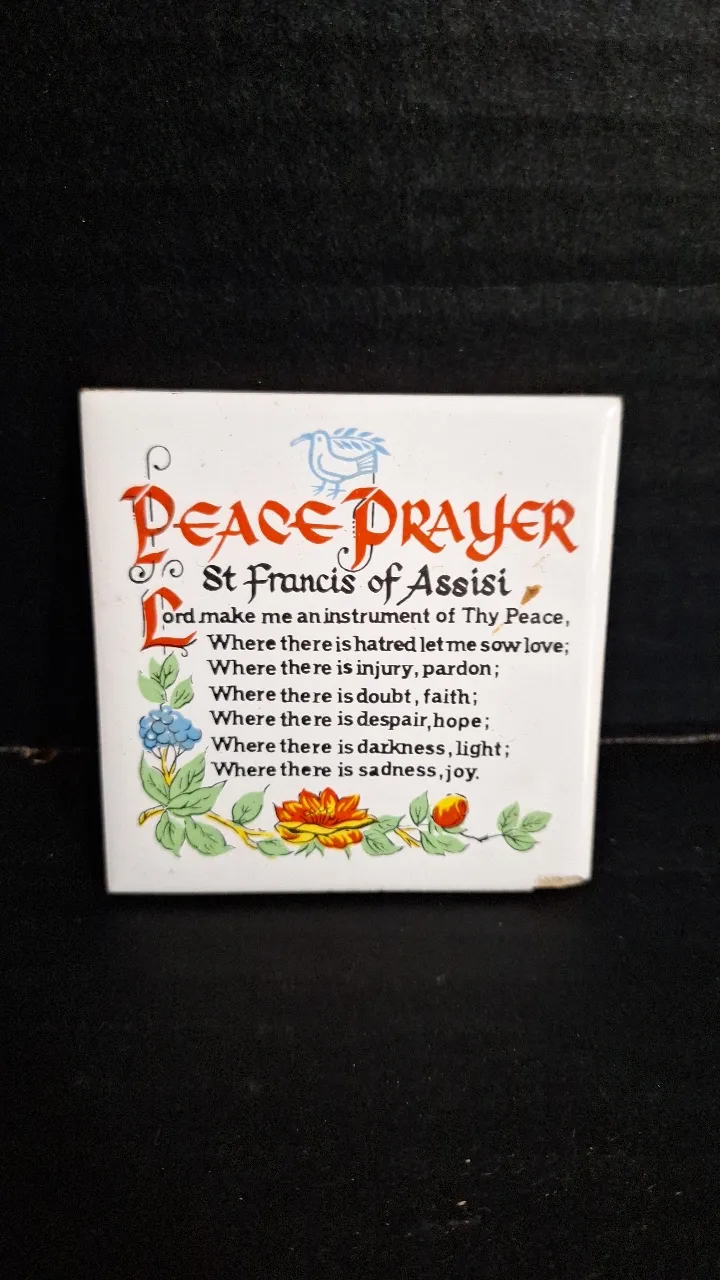 PEACE PRAYER
St Francis of Assisi
Lord make me an instrument of Thy Peace,
Where there is hatred let me sow love;
Where there is injury, pardon;
Where there is doubt, faith;
Where there is despair, hope;
Where there is darkness, light;
Where there is sadness, joy.